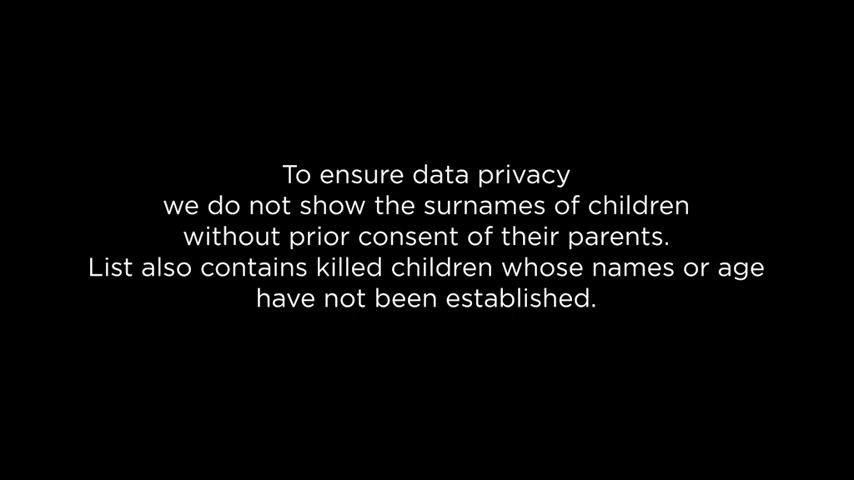 To ensure data privacy
we do not show the surnames of children
without prior consent of their parents.
List also contains killed children whose names or age
have not been established.